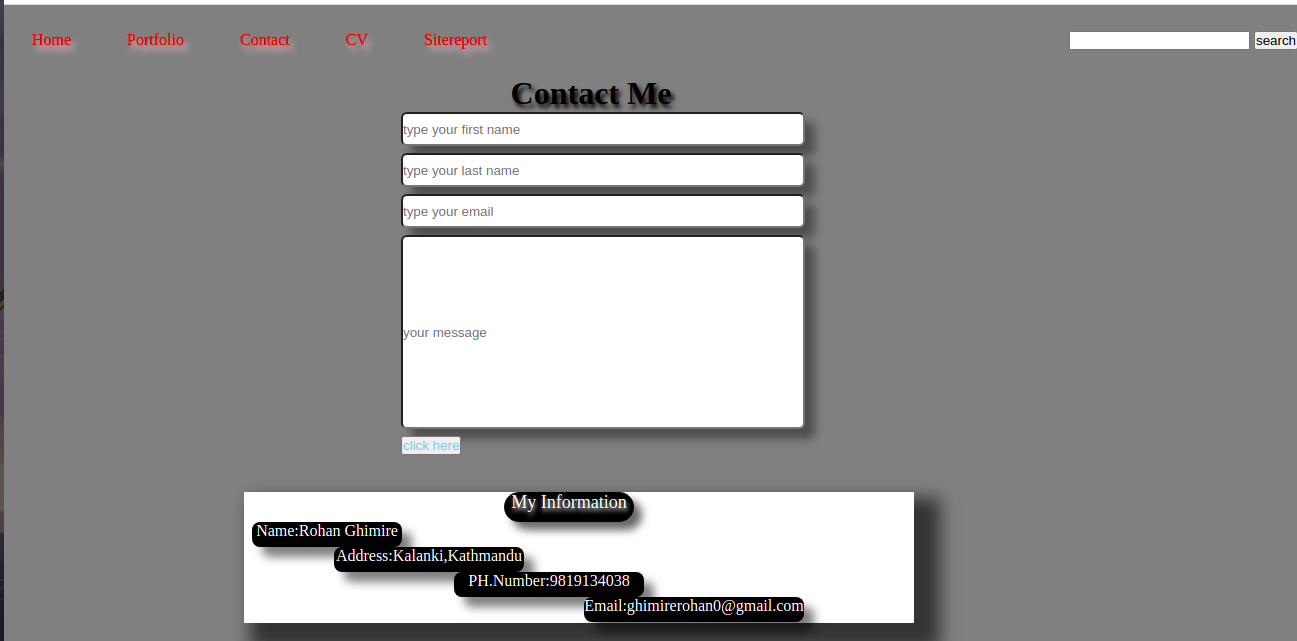 Home Portfolio Contact CV Sitereport search
Contact Me
type your first name
type your last name
type your email
your message
click here
My Information
Name:Rohan Ghimire
Address:Kalanki,Kathmandu
PH.Number:9819134038
Email:ghimirerohan0@gmail.com